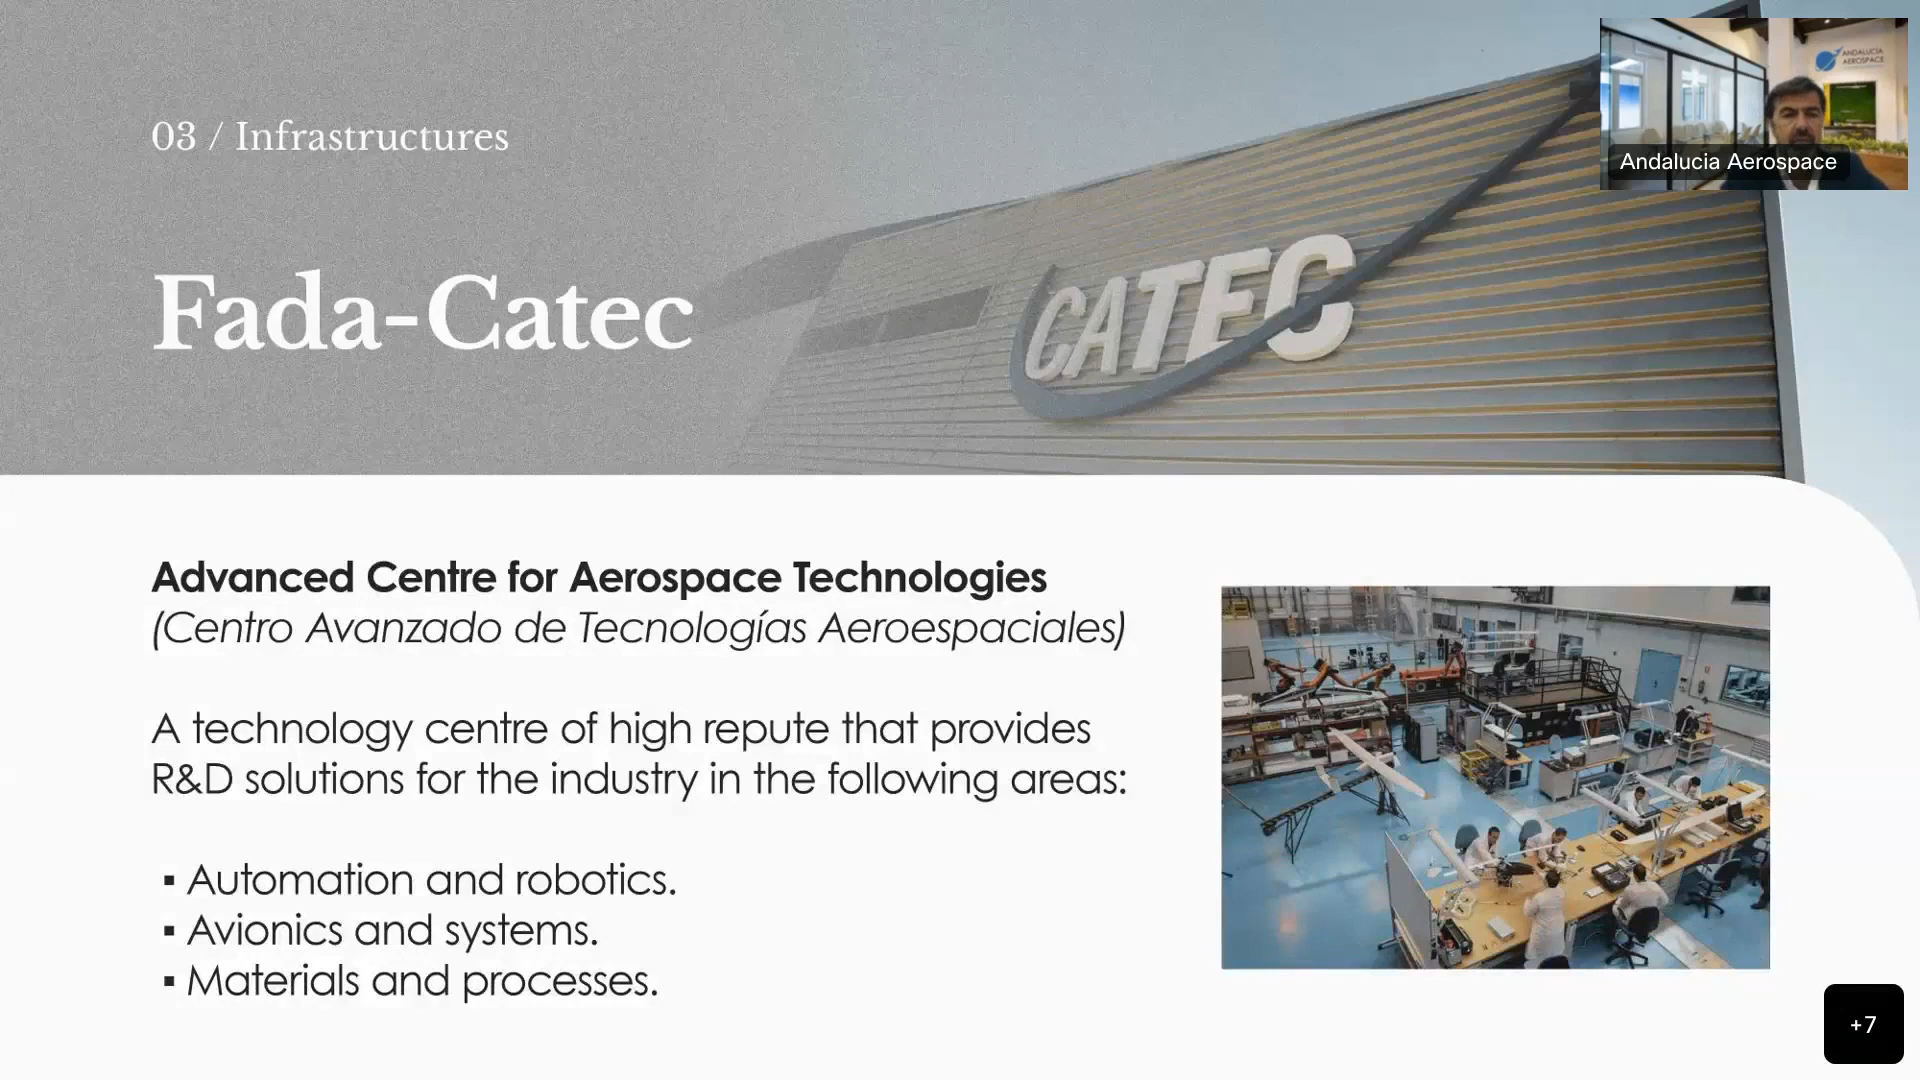 03 / Infrastructures
Fada-Catec
CATEC
ANDALUCÍA
AEROSPACE
Andalucia Aerospace
Advanced Centre for Aerospace Technologies
(Centro Avanzado de Tecnologías Aeroespaciales)
A technology centre of high repute that provides
R&D solutions for the industry in the following areas:
▪ Automation and robotics.
▪ Avionics and systems.
▪ Materials and processes.
+7